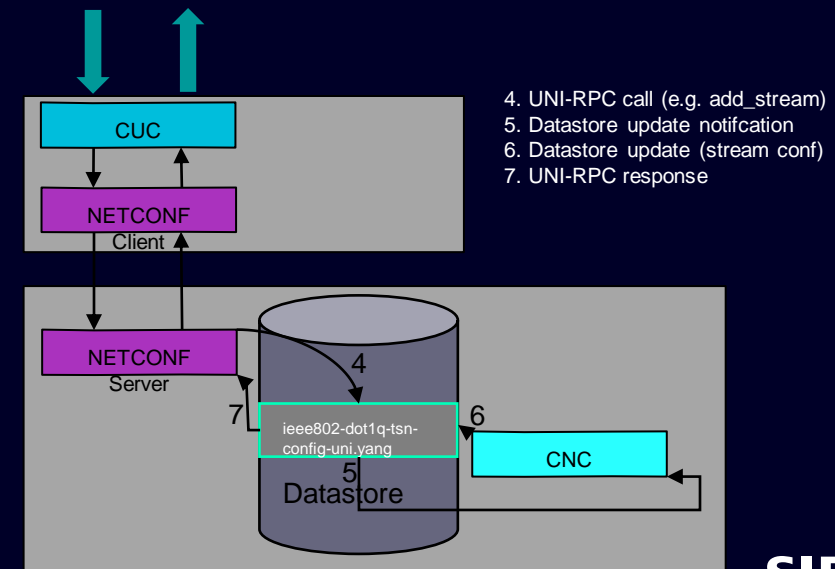 CUC
NETCONF
Client
4. UNI-RPC call (e.g. add_stream)
5. Datastore update notifcation
6. Datastore update (stream conf)
7. UNI-RPC response
NETCONF
Server
4
7
ieee802-dot1q-tsn-
config-uni.yang
6
CNC
5
Datastore